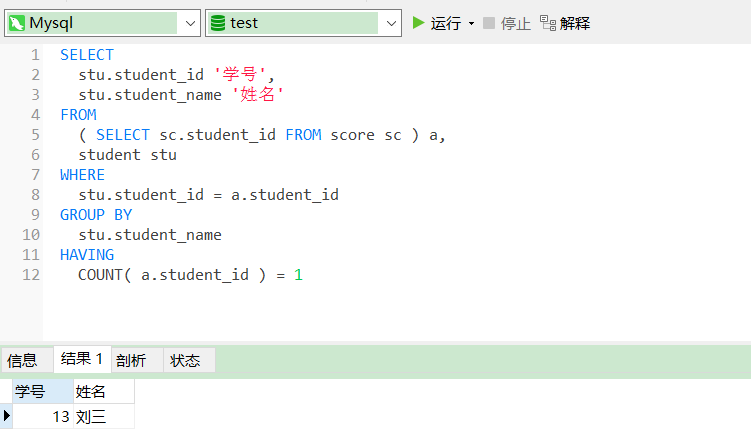 Mysql test 运行 停止 解释
1 SELECT
2 stu.student_id '学号',
3 stu.student_name '姓名'
4 FROM
5 ( SELECT sc.student_id FROM score sc ) a,
6 student stu
7 WHERE
8 stu.student_id = a.student_id
9 GROUP BY
10 stu.student_name
11 HAVING
12 COUNT( a.student_id ) = 1
信息 结果 1 剖析 状态
学号 姓名
13 刘三